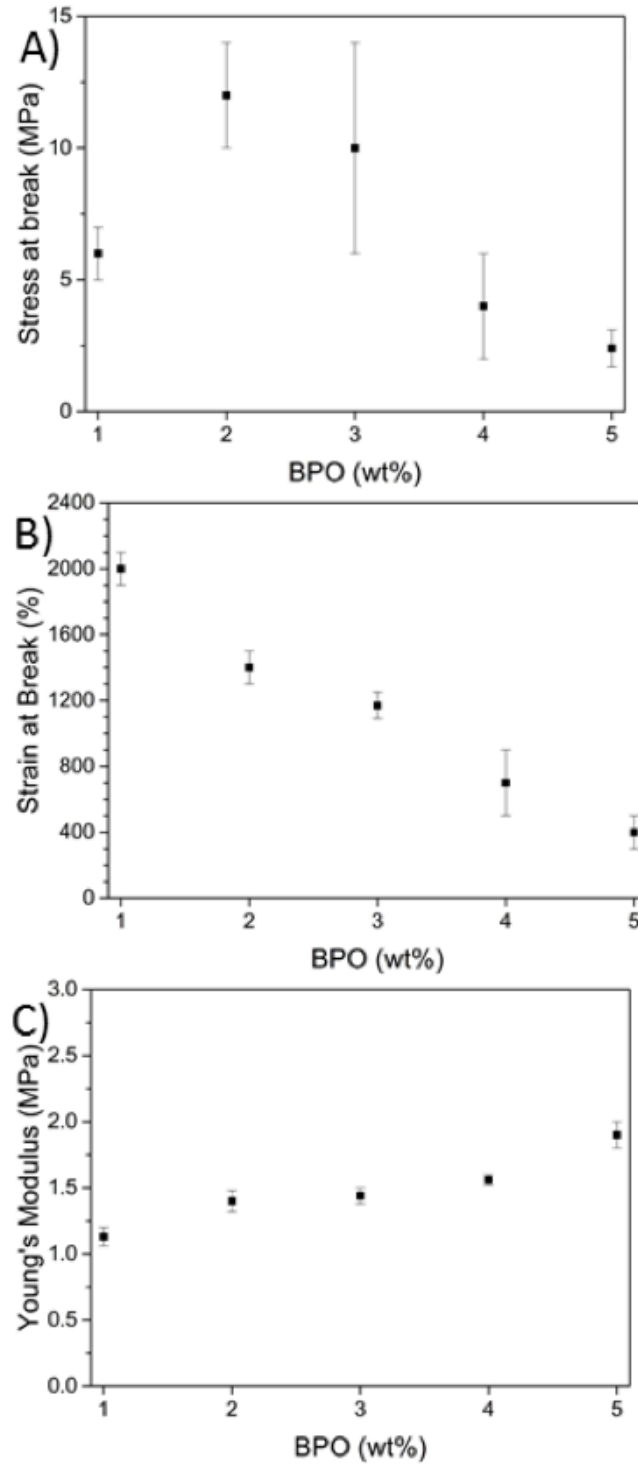 A)
Stress at break (MPa)
15
10
5
0
1 2 3 4 5
BPO (wt%)
B)
Strain at Break (%)
2400
2000
1600
1200
800
400
0
1 2 3 4 5
BPO (wt%)
C)
Young's Modulus (MPa)
3.0
2.5
2.0
1.5
1.0
0.5
0.0
1 2 3 4 5
BPO (wt%)